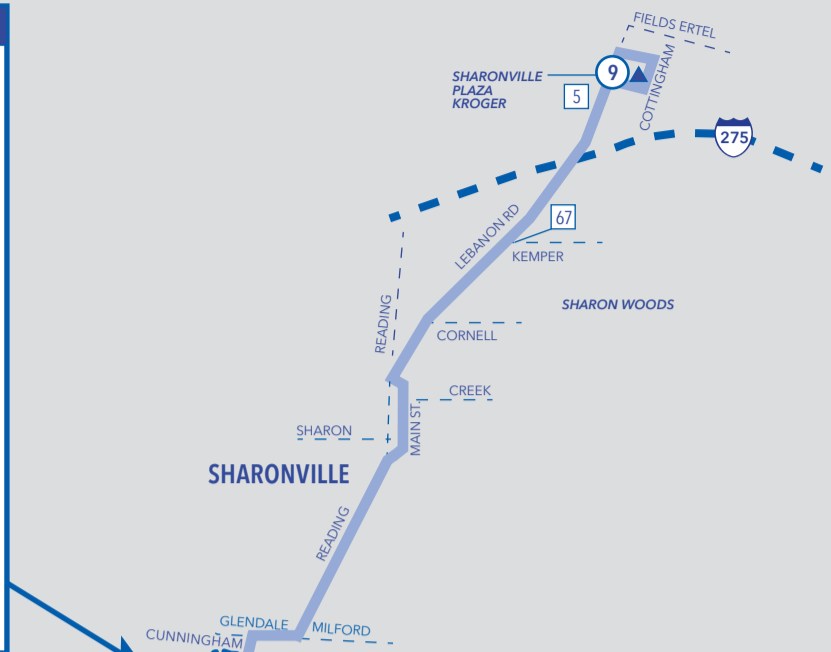 FIELDS ERTEL
SHARONVILLE
PLAZA
KROGER
9
5
COTTINGHAM
275
67
LEBANON RD
KEMPER
SHARON WOODS
READING
CORNELL
CREEK
MAIN ST.
SHARON
SHARONVILLE
READING
GLENDALE
MILFORD
CUNNINGHAM